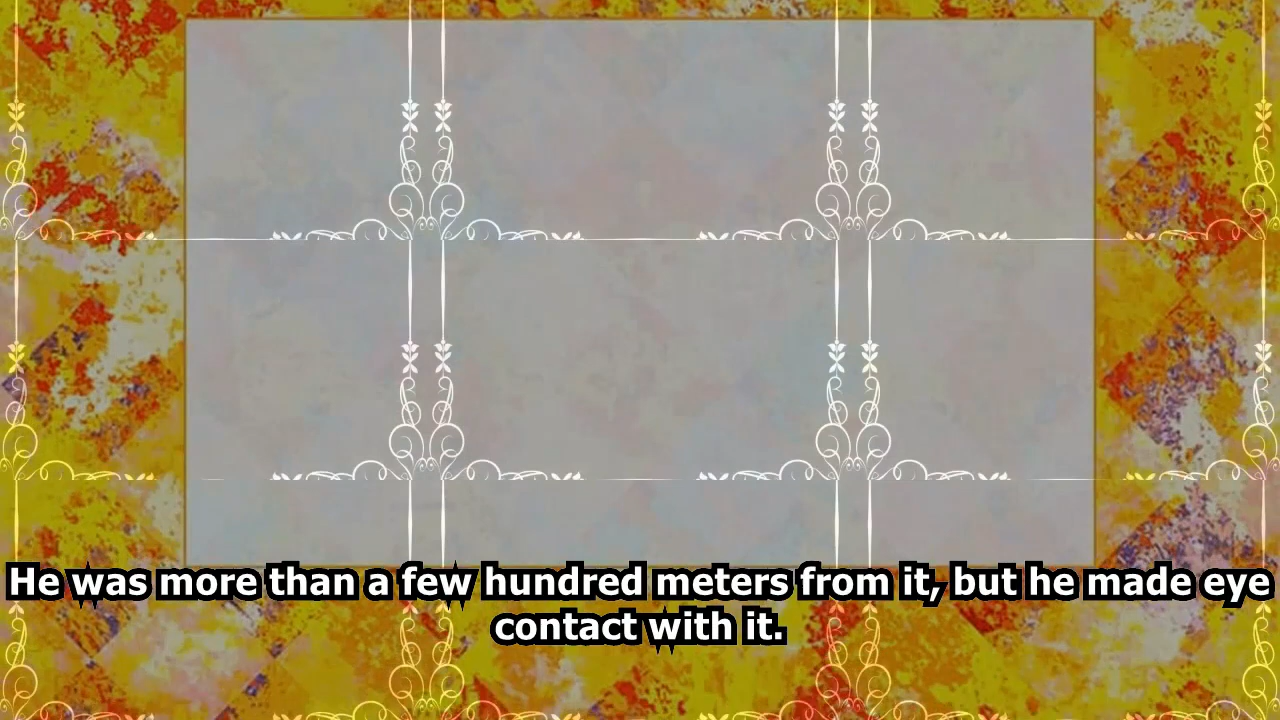 He was more than a few hundred meters from it, but he made eye
contact with it.